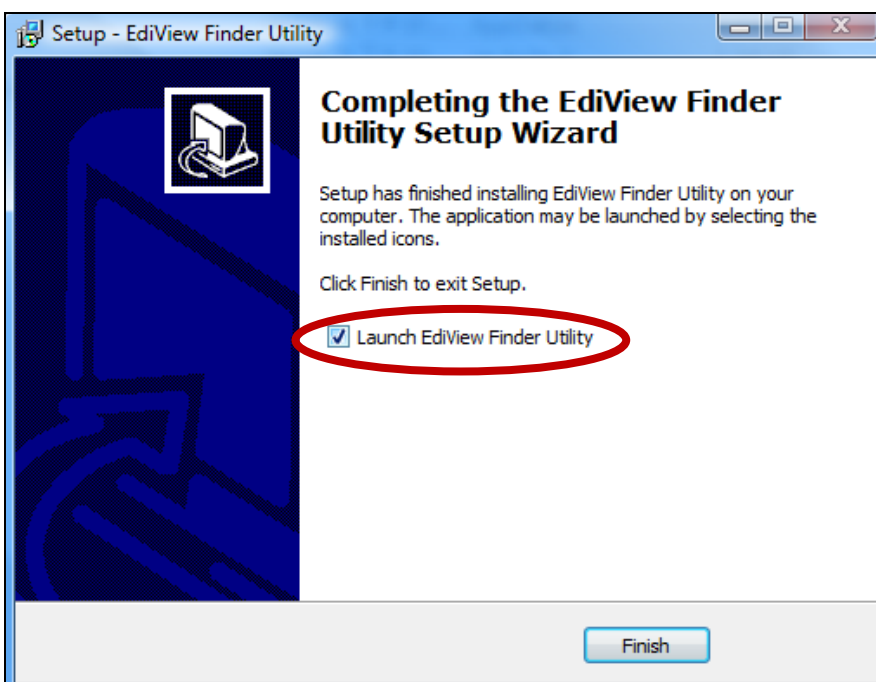 Setup - EdiView Finder Utility
Completing the EdiView Finder
Utility Setup Wizard
Setup has finished installing EdiView Finder Utility on your
computer. The application may be launched by selecting the
installed icons.
Click Finish to exit Setup.
Launch EdiView Finder Utility
Finish